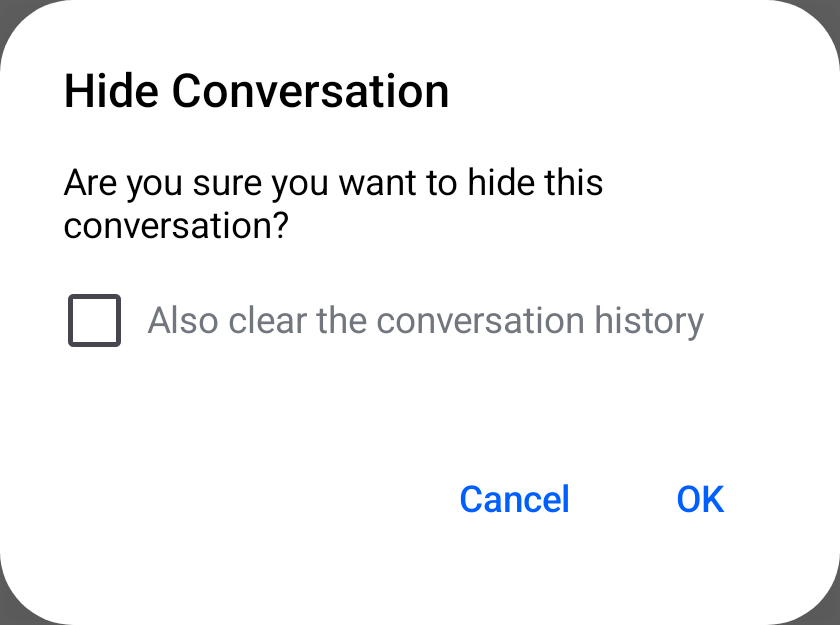 Hide Conversation
Are you sure you want to hide this
conversation?
Also clear the conversation history
Cancel OK